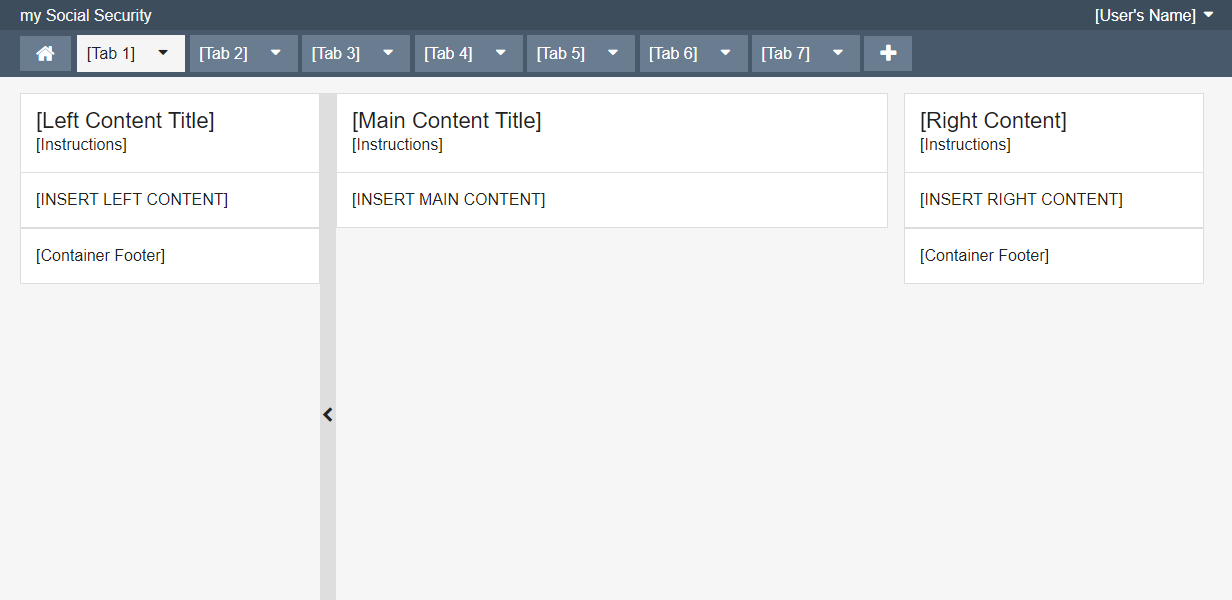 my Social Security
[User's Name]
[Tab 1]
[Tab 2]
[Tab 3]
[Tab 4]
[Tab 5]
[Tab 6]
[Tab 7]
[Left Content Title]
[Instructions]
[INSERT LEFT CONTENT]
[Container Footer]
[Main Content Title]
[Instructions]
[INSERT MAIN CONTENT]
[Right Content]
[Instructions]
[INSERT RIGHT CONTENT]
[Container Footer]